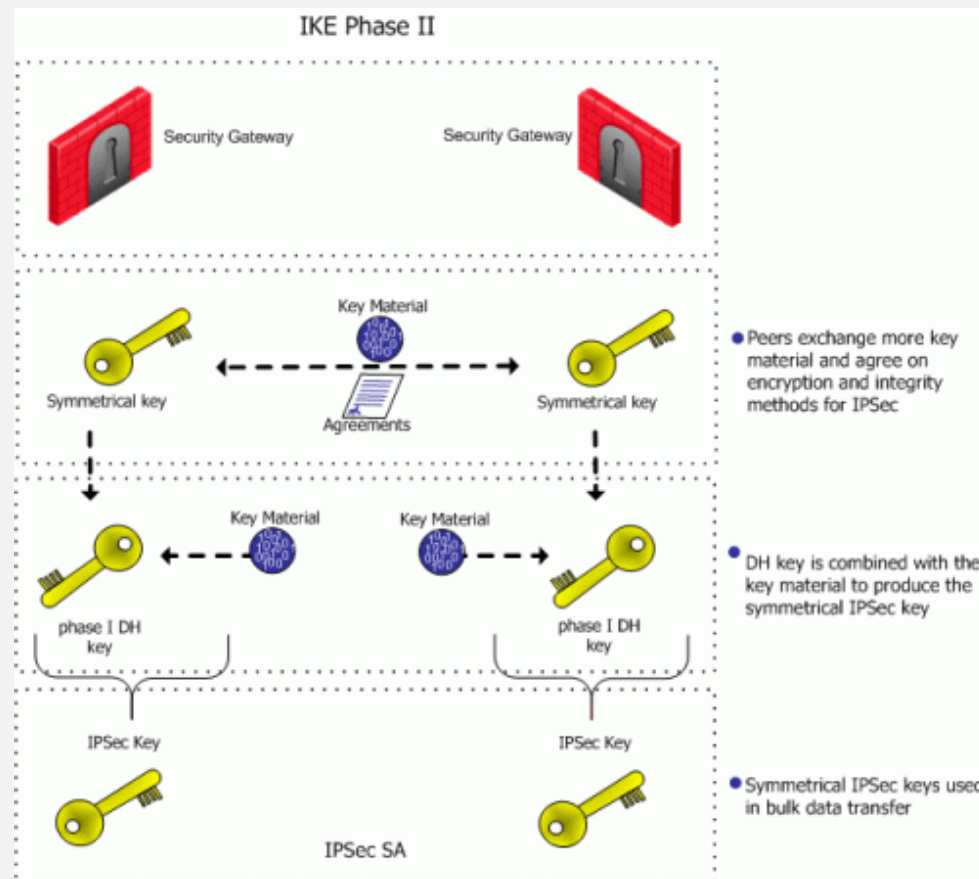 IKE Phase II
Security Gateway
Security Gateway
Key Material
Symmetrical key
Symmetrical key
Agreements
Peers exchange more key
material and agree on
encryption and integrity
methods for IPSec
Key Material
Key Material
phase I DH
key
phase I DH
key
DH key is combined with the
key material to produce the
symmetrical IPSec key
IPSec Key
IPSec Key
Symmetrical IPSec keys used
in bulk data transfer
IPSec SA